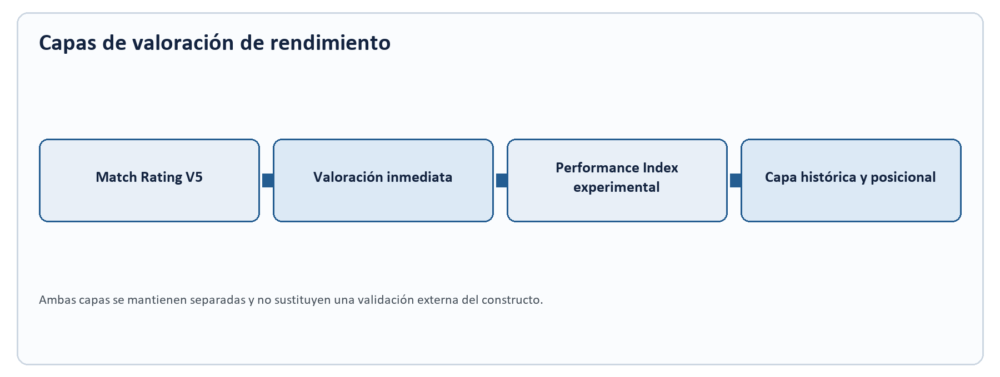 Capas de valoración de rendimiento
Match Rating V5
Valoración inmediata
Performance Index
experimental
Capa histórica y posicional
Ambas capas se mantienen separadas y no sustituyen una validación externa del constructo.